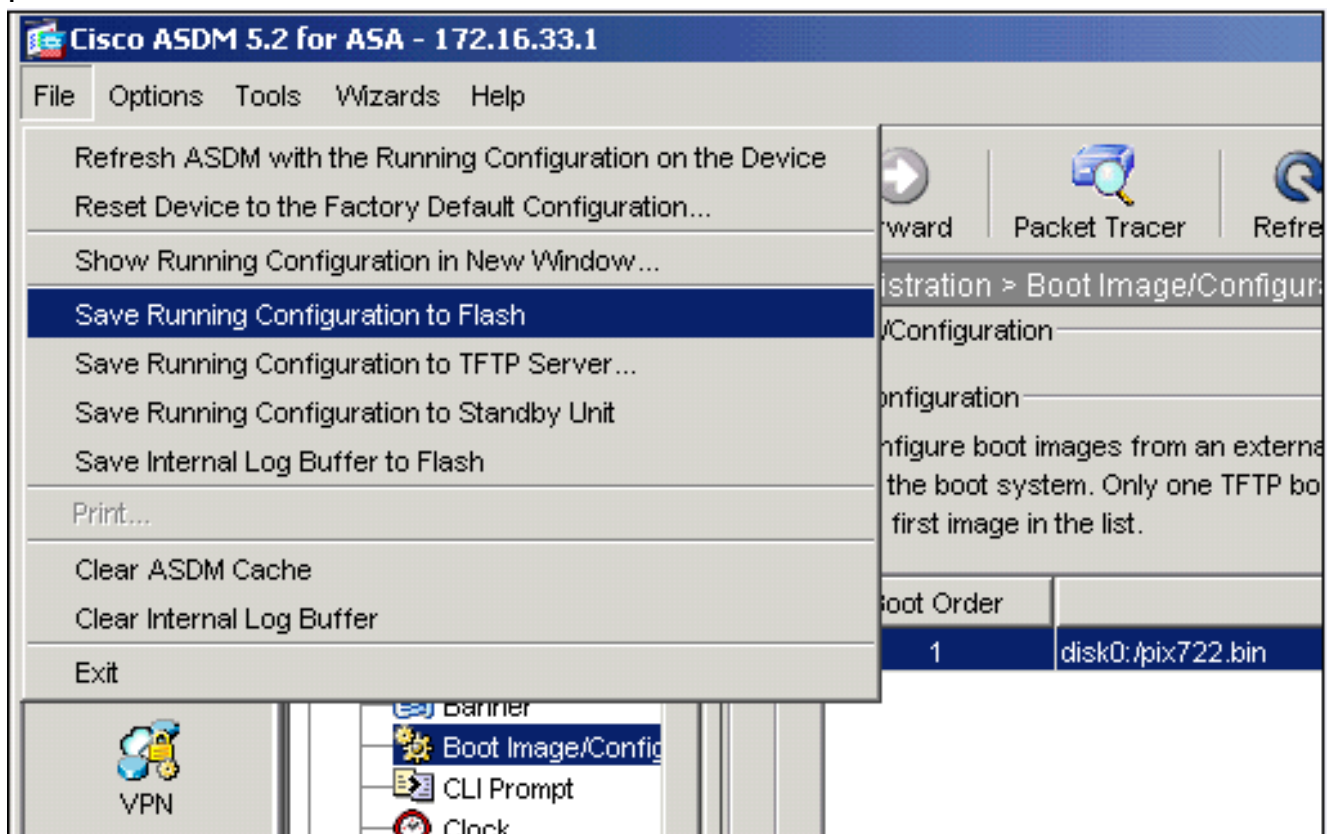 Cisco ASDM 5.2 for ASA - 172.16.33.1
File Options Tools Wizards Help
Refresh ASDM with the Running Configuration on the Device
Reset Device to the Factory Default Configuration...
Show Running Configuration in New Window...
Save Running Configuration to Flash
Save Running Configuration to TFTP Server...
Save Running Configuration to Standby Unit
Save Internal Log Buffer to Flash
Print...
Clear ASDM Cache
Clear Internal Log Buffer
Exit
rward Packet Tracer Refre
istration > Boot Image/Configur
/Configuration
onfiguration
nfigure boot images from an externa
the boot system. Only one TFTP bo
first image in the list.
Boot Order
1 disk0:/pix722.bin
Banner
Boot Image/Config
CLI Prompt
Clock
VPN